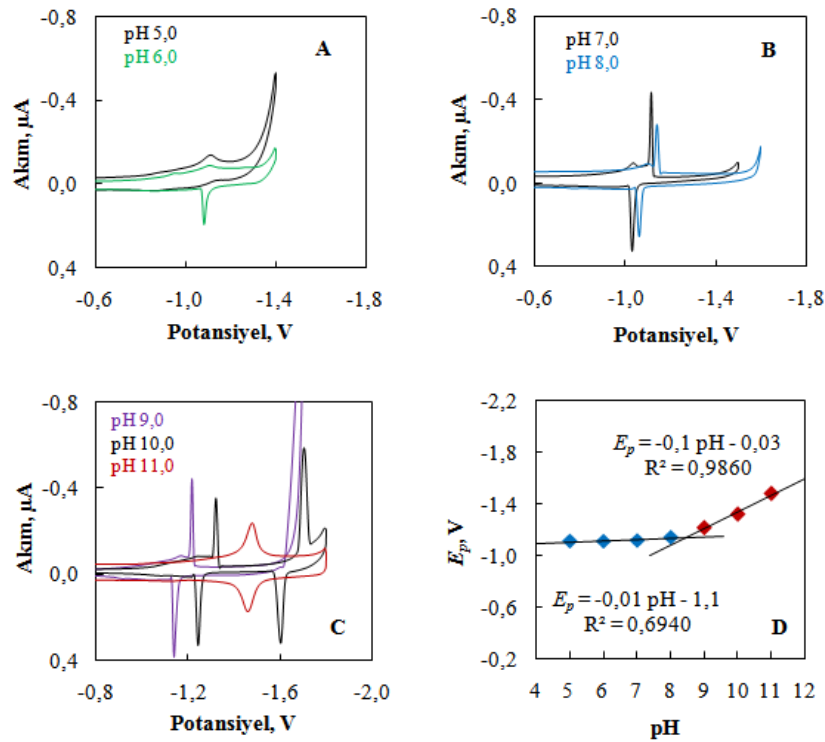 -0,8
-0,4
0,0
0,4
-0,6 -1,0 -1,4 -1,8
Akım, µA
Potansiyel, V
pH 5,0
pH 6,0
A
-0,8
-0,4
0,0
0,4
-0,6 -1,0 -1,4 -1,8
Akım, µA
Potansiyel, V
pH 7,0
pH 8,0
B
-0,8
-0,4
0,0
0,4
-0,8 -1,2 -1,6 -2,0
Akım, µA
Potansiyel, V
pH 9,0
pH 10,0
pH 11,0
C
-2,2
-1,8
-1,4
-1,0
-0,6
-0,2
4 5 6 7 8 9 10 11 12
Ep, V
pH
Ep = -0,1 pH - 0,03
R² = 0,9860
Ep = -0,01 pH - 1,1
R² = 0,6940
D